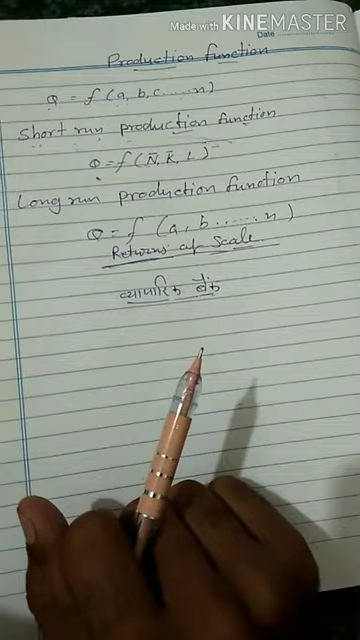 Made with KINEMASTER
Date
Production function
Q = f (a, b, c.....n)
Short run production function
Q = f (N̅, K̅, L)
Long run production function
Q = f (a, b ...... n)
Returns of Scale
व्यापारिक बैंक